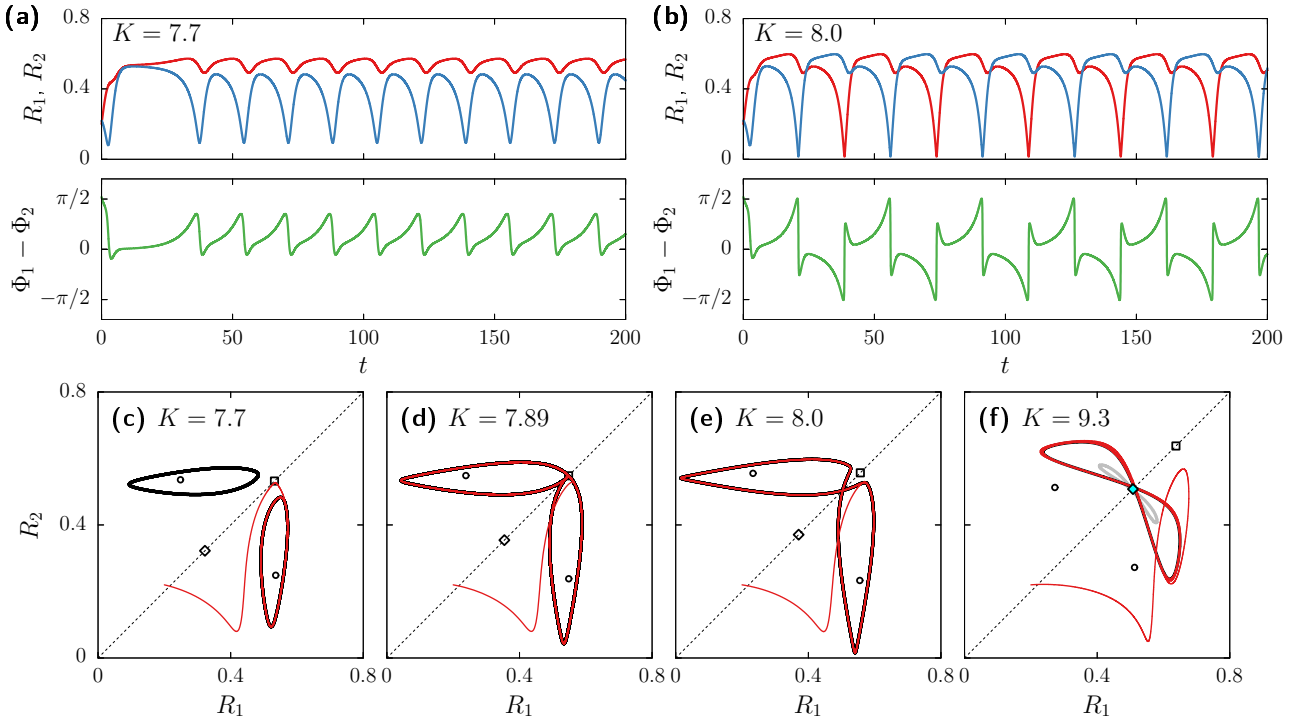 (a) K = 7.7
(b) K = 8.0
R₁, R₂
0.8
0.4
0
R₁, R₂
0.8
0.4
0
Φ₁ − Φ₂
π/2
0
−π/2
0 50 100 150 200
t
Φ₁ − Φ₂
π/2
0
−π/2
0 50 100 150 200
t
(c) K = 7.7
(d) K = 7.89
(e) K = 8.0
(f) K = 9.3
R₂
0.8
0.4
0
0 0.4 0.8
0 0.4 0.8
0 0.4 0.8
0 0.4 0.8
R₁
R₁
R₁
R₁